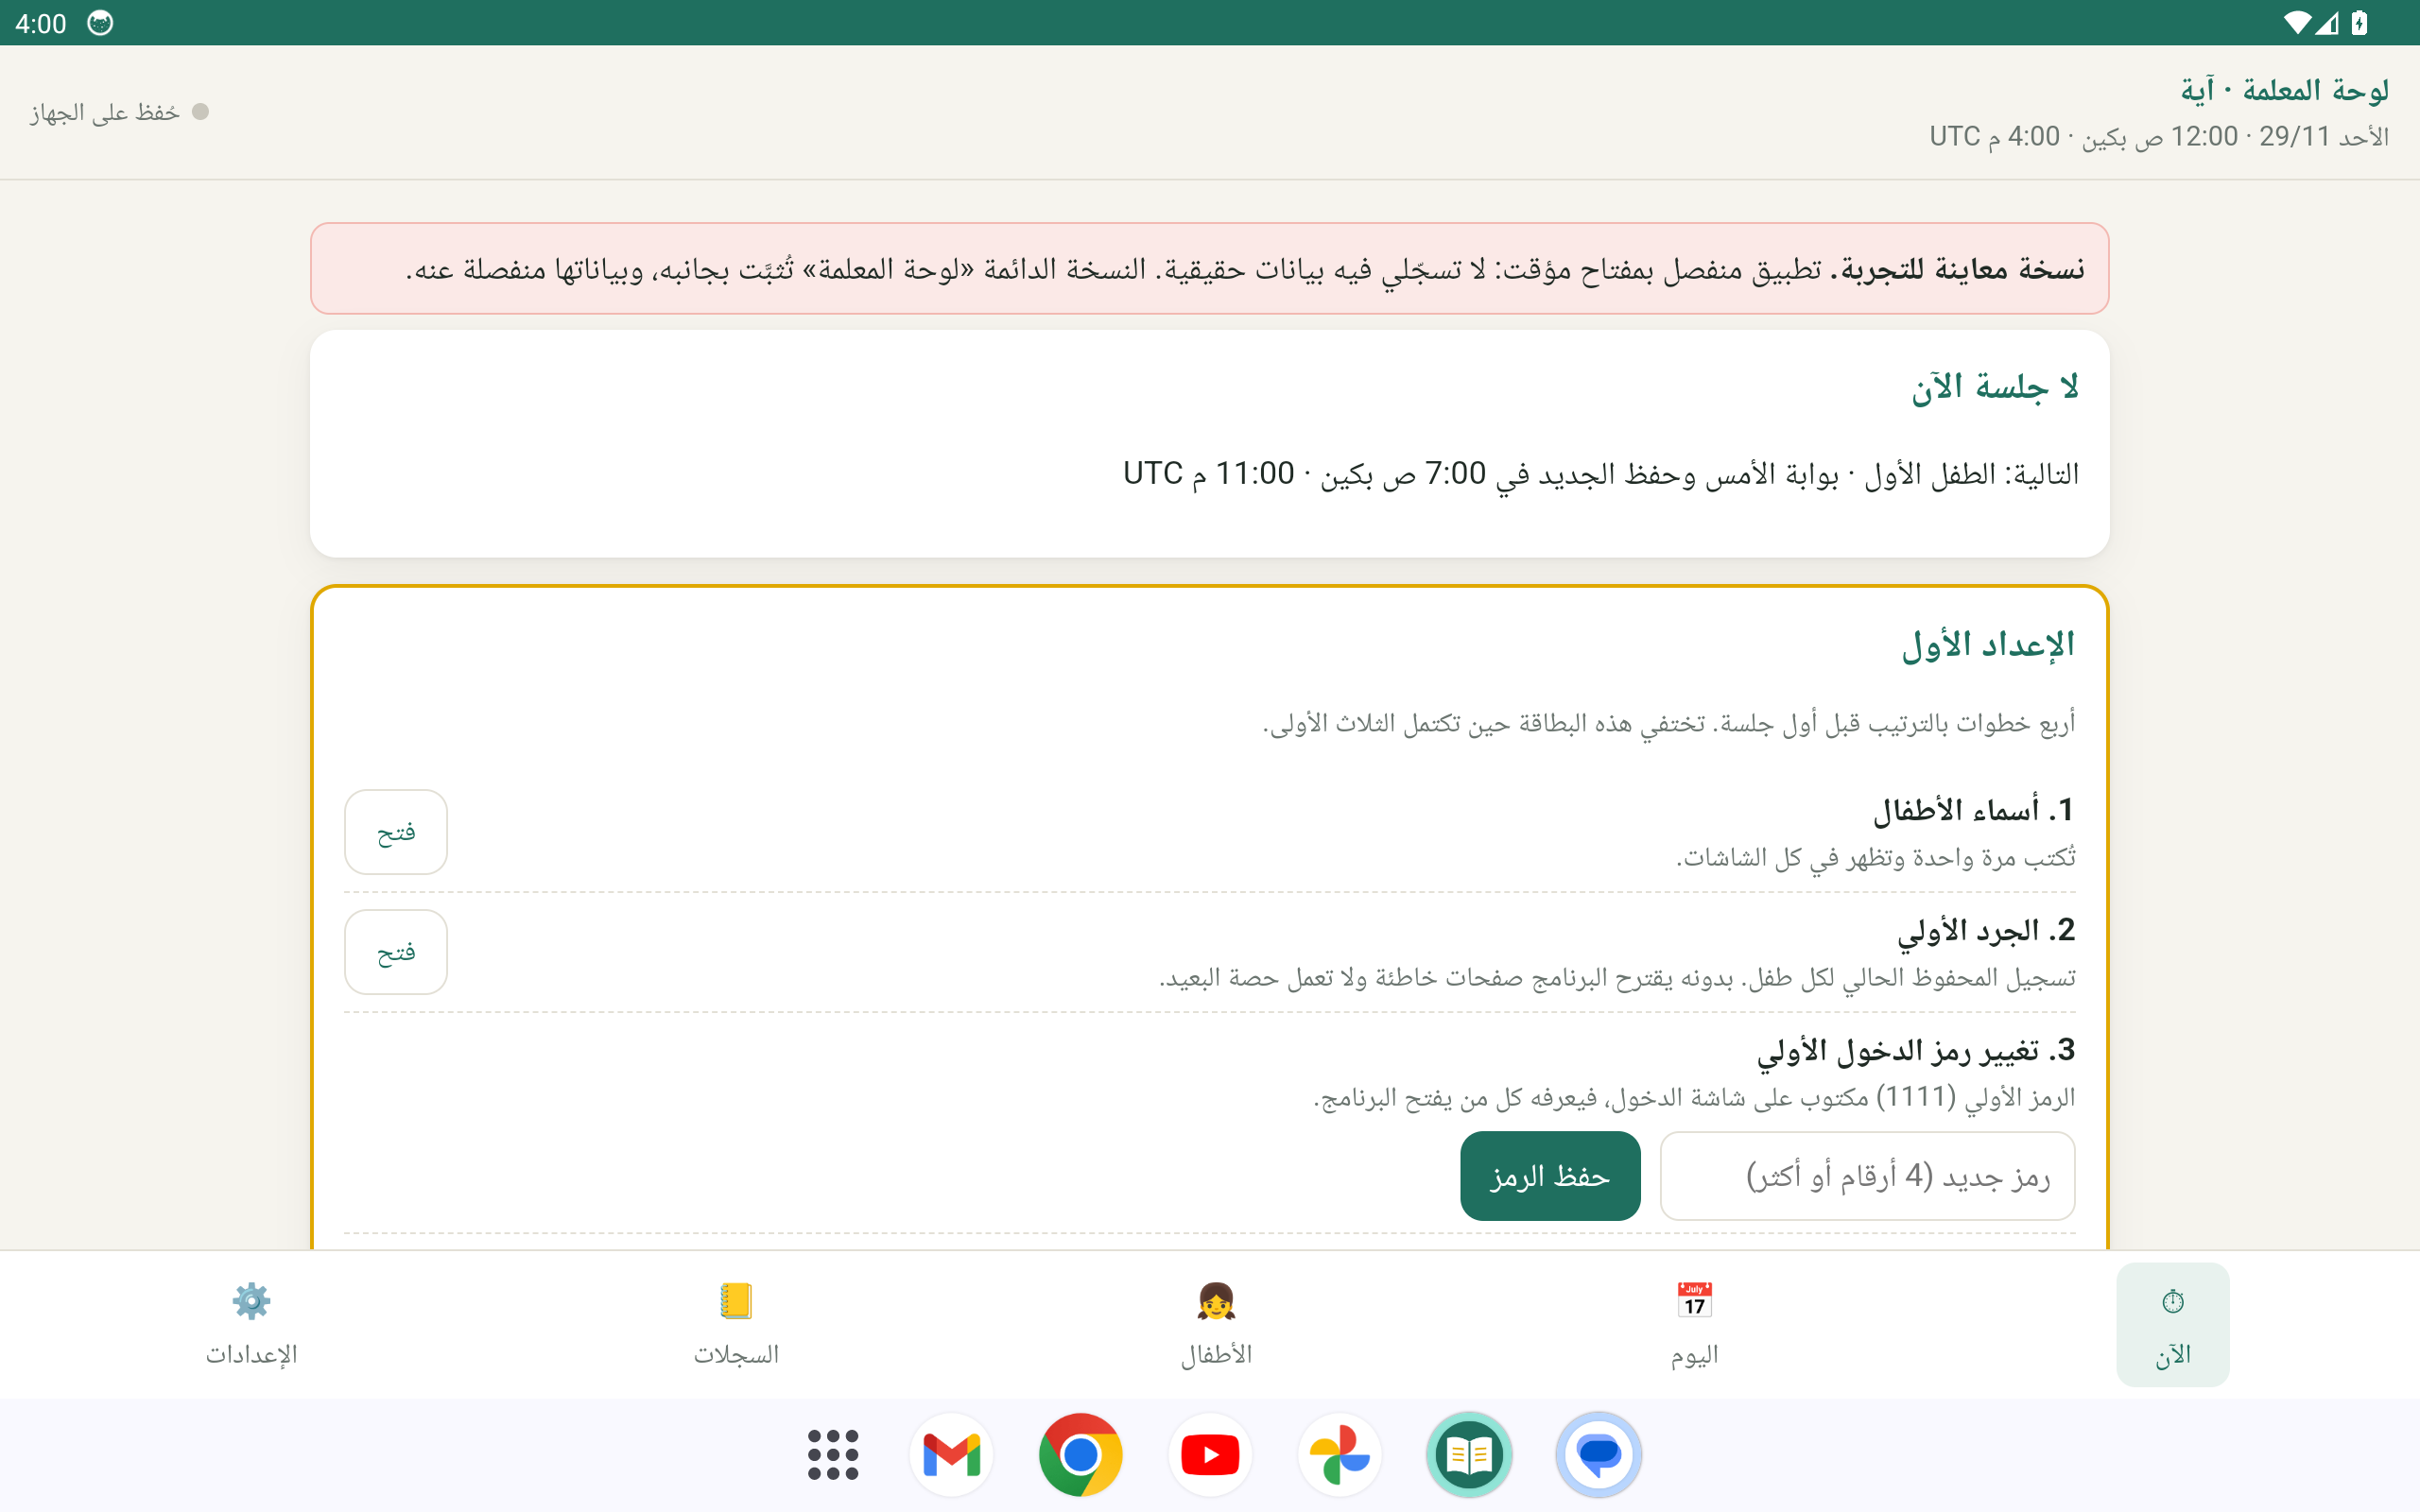 4:00
لوحة المعلمة · آية
الأحد 29/11 · 12:00 ص بكين · 4:00 م UTC
حُفظ على الجهاز
نسخة معاينة للتجربة. تطبيق منفصل بمفتاح مؤقت: لا تسجّلي فيه بيانات حقيقية. النسخة الدائمة «لوحة المعلمة» تُثبَّت بجانبه، وبياناتها منفصلة عنه.
لا جلسة الآن
التالية: الطفل الأول · بوابة الأمس وحفظ الجديد في 7:00 ص بكين · 11:00 م UTC
الإعداد الأول
أربع خطوات بالترتيب قبل أول جلسة. تختفي هذه البطاقة حين تكتمل الثلاث الأولى.
1. أسماء الأطفال
تُكتب مرة واحدة وتظهر في كل الشاشات.
فتح
2. الجرد الأولي
تسجيل المحفوظ الحالي لكل طفل. بدونه يقترح البرنامج صفحات خاطئة ولا تعمل حصة البعيد.
فتح
3. تغيير رمز الدخول الأولي
الرمز الأولي (1111) مكتوب على شاشة الدخول، فيعرفه كل من يفتح البرنامج.
رمز جديد (4 أرقام أو أكثر)
حفظ الرمز
الآن
July
17
اليوم
الأطفال
السجلات
الإعدادات